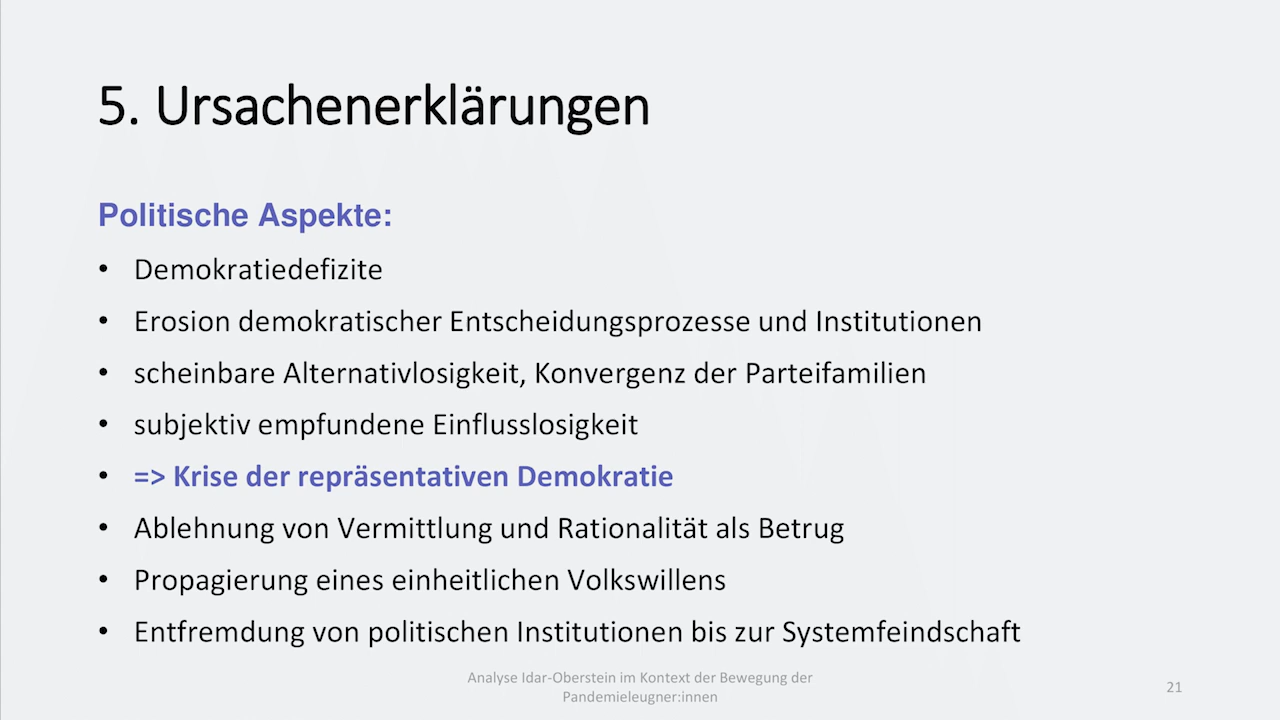 5. Ursachenerklärungen
Politische Aspekte:
• Demokratiedefizite
• Erosion demokratischer Entscheidungsprozesse und Institutionen
• scheinbare Alternativlosigkeit, Konvergenz der Parteifamilien
• subjektiv empfundene Einflusslosigkeit
• => Krise der repräsentativen Demokratie
• Ablehnung von Vermittlung und Rationalität als Betrug
• Propagierung eines einheitlichen Volkswillens
• Entfremdung von politischen Institutionen bis zur Systemfeindschaft
Analyse Idar-Oberstein im Kontext der Bewegung der
Pandemieleugner:innen
21